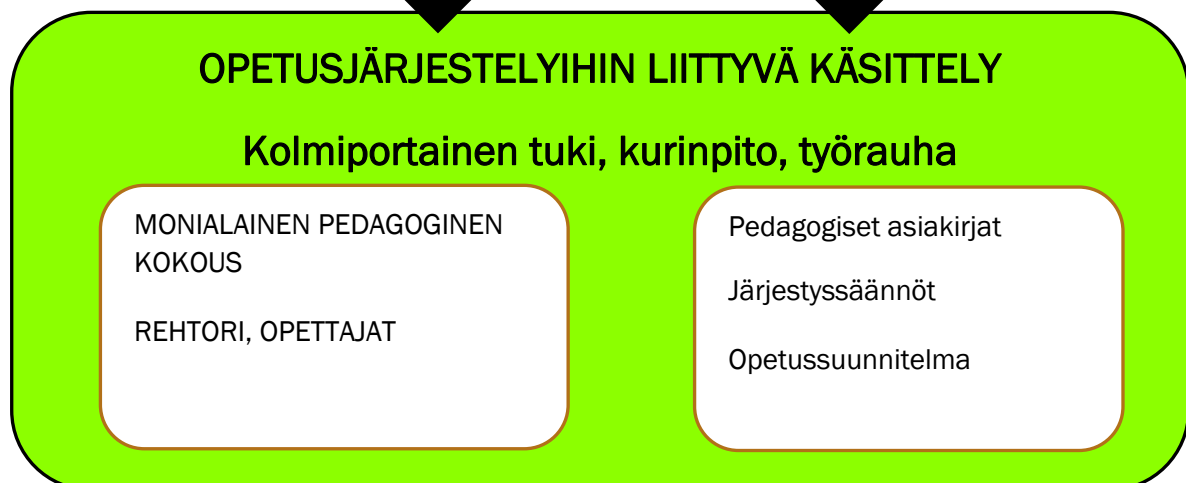 OPETUSJÄRJESTELYIHIN LIITTYVÄ KÄSITTELY
Kolmiportainen tuki, kurinpito, työrauha
MONIALAINEN PEDAGOGINEN
KOKOUS
REHTORI, OPETTAJAT
Pedagogiset asiakirjat
Järjestyssäännöt
Opetussuunnitelma